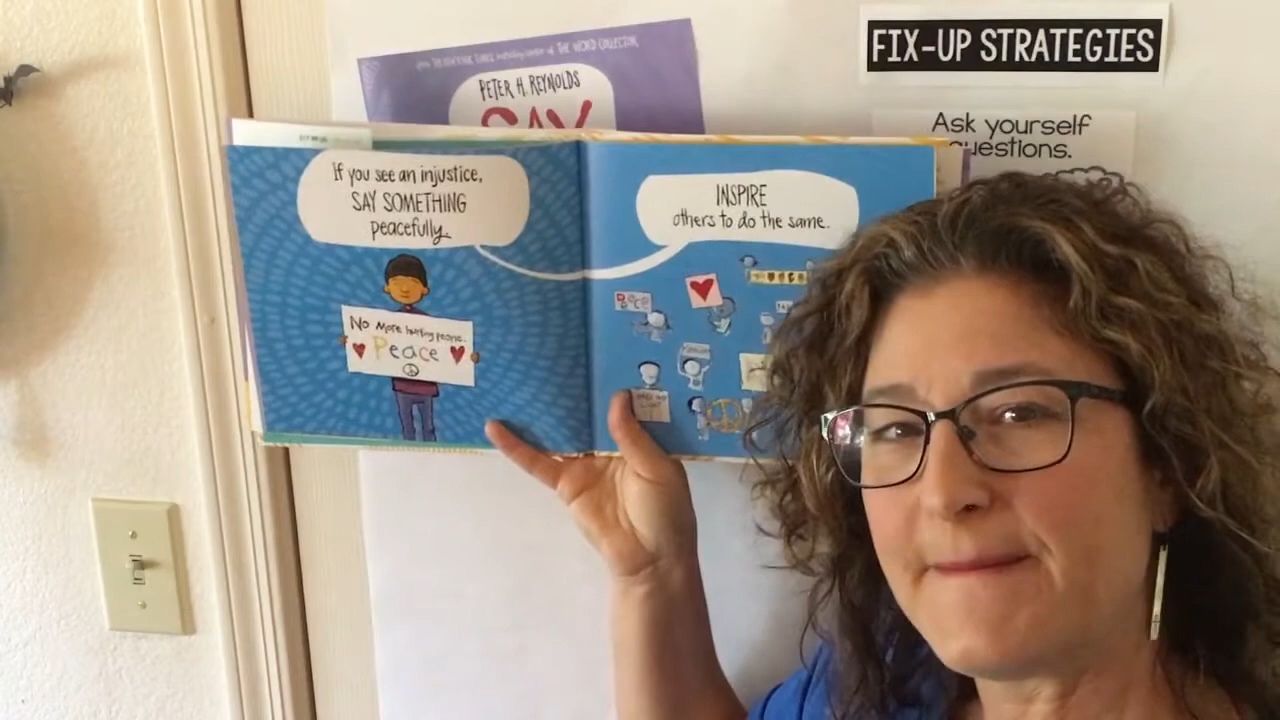 FIX-UP STRATEGIES
Ask yourself
questions.
PETER H. REYNOLDS
SAY
If you see an injustice,
SAY SOMETHING
peacefully.
INSPIRE
others to do the same.
No More hurting people.
Peace